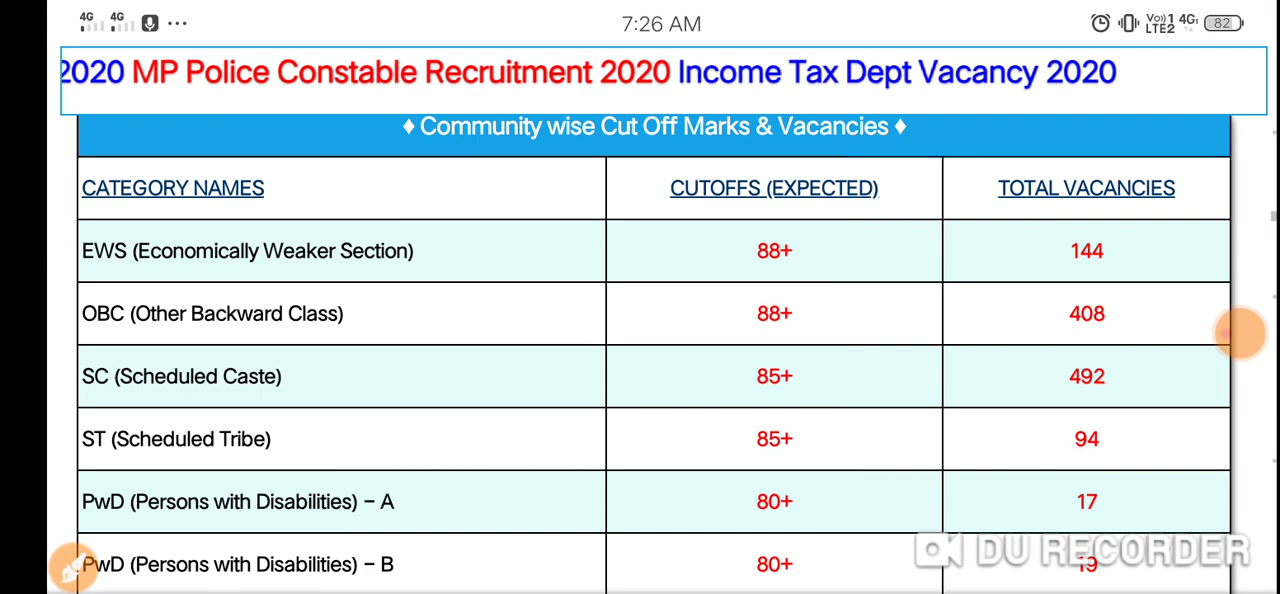 4G 4G ... 7:26 AM Vo)) 1 LTE2 4G 82
2020 MP Police Constable Recruitment 2020 Income Tax Dept Vacancy 2020
♦ Community wise Cut Off Marks & Vacancies ♦
CATEGORY NAMES CUTOFFS (EXPECTED) TOTAL VACANCIES
EWS (Economically Weaker Section) 88+ 144
OBC (Other Backward Class) 88+ 408
SC (Scheduled Caste) 85+ 492
ST (Scheduled Tribe) 85+ 94
PwD (Persons with Disabilities) – A 80+ 17
PwD (Persons with Disabilities) – B 80+ 19
DU RECORDER